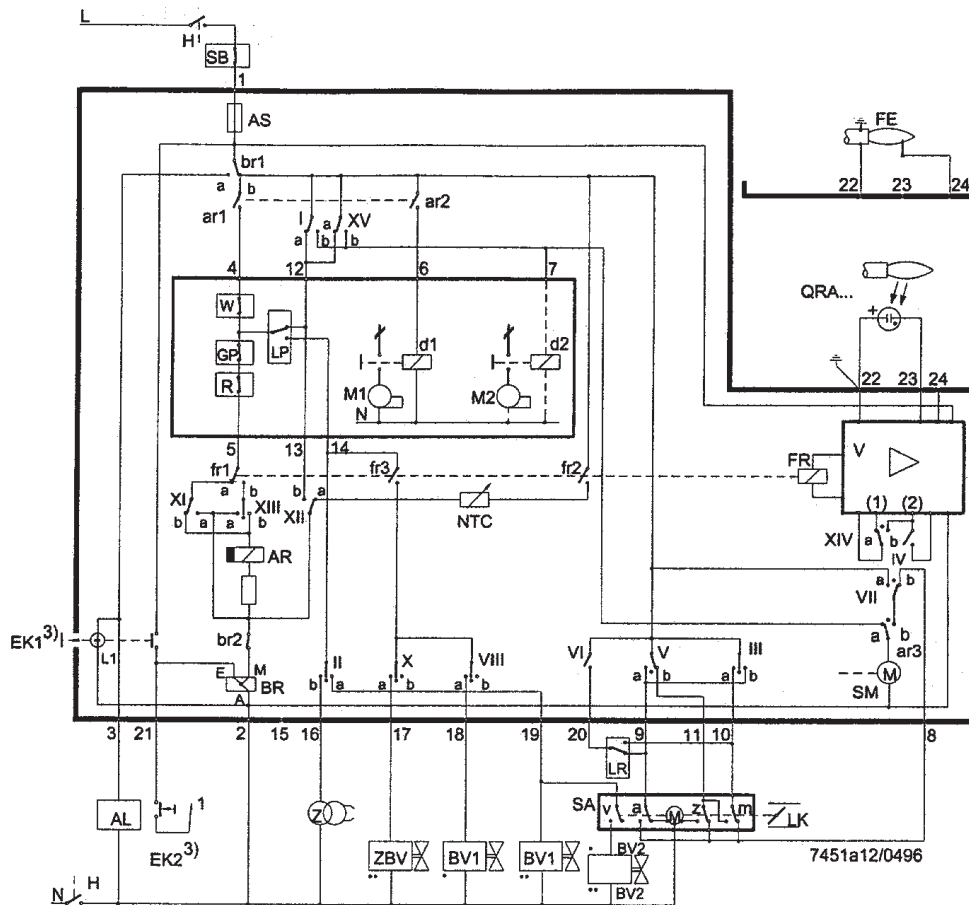 L
H
SB
1
AS
FE
br1
a b
22 23 24
ar1
ar2
I a XV
a b b
4 12 6 7
QRA...
+
W
GP
LP
R
d1
d2
M1
M2
N
22 23 24
5 13 14
V
fr1
fr3
fr2
FR
a b
XI
XIII
b a
XII
b a a b
NTC
(1) (2)
XIV a b
IV
AR
a b
VII
EK1 3)
L1
br2
a b
ar3
E M
BR
A
II
X
VIII
VI
V
III
M
SM
b a
a b
a b
a b
a b
3 21 2 15 16 17 18 19 20 9 11 10 8
LR
AL
1
EK2 3)
Z
SA
v a M z m
LK
ZBV
BV1
BV1
BV2
BV2
7451a12/0496
N H